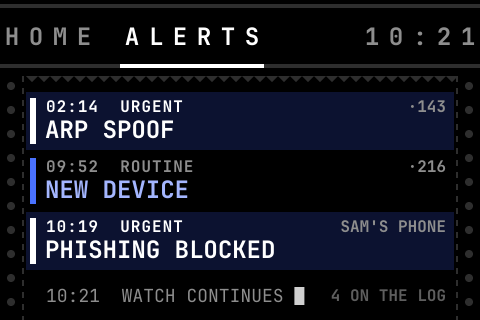 HOME ALERTS 10:21
02:14 URGENT ·143
ARP SPOOF
09:52 ROUTINE ·216
NEW DEVICE
10:19 URGENT SAM'S PHONE
PHISHING BLOCKED
10:21 WATCH CONTINUES 4 ON THE LOG